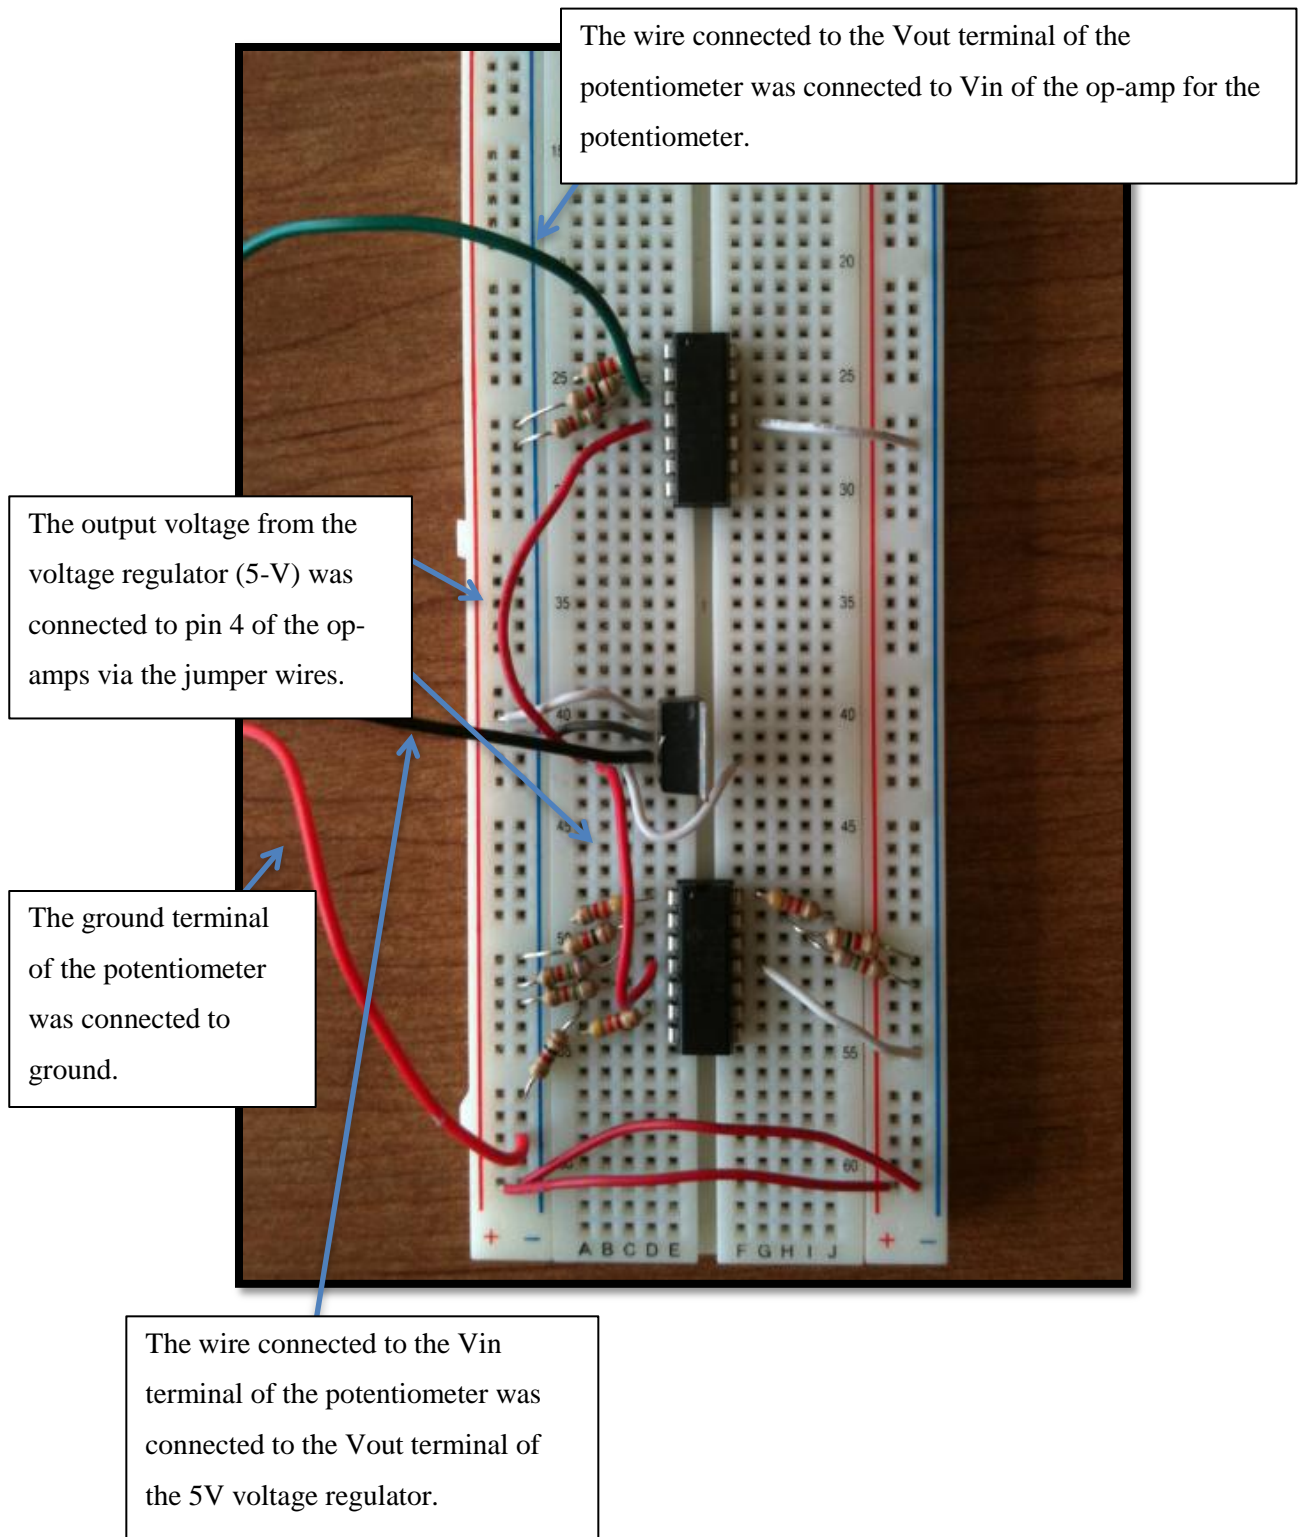 The wire connected to the Vout terminal of the
potentiometer was connected to Vin of the op-amp for the
potentiometer.
20
25
25
30
The output voltage from the
voltage regulator (5-V) was
connected to pin 4 of the op-
amps via the jumper wires.
35
35
40
40
45
45
The ground terminal
of the potentiometer
was connected to
ground.
50
55
60
+ − A B C D E F G H I J + −
The wire connected to the Vin
terminal of the potentiometer was
connected to the Vout terminal of
the 5V voltage regulator.